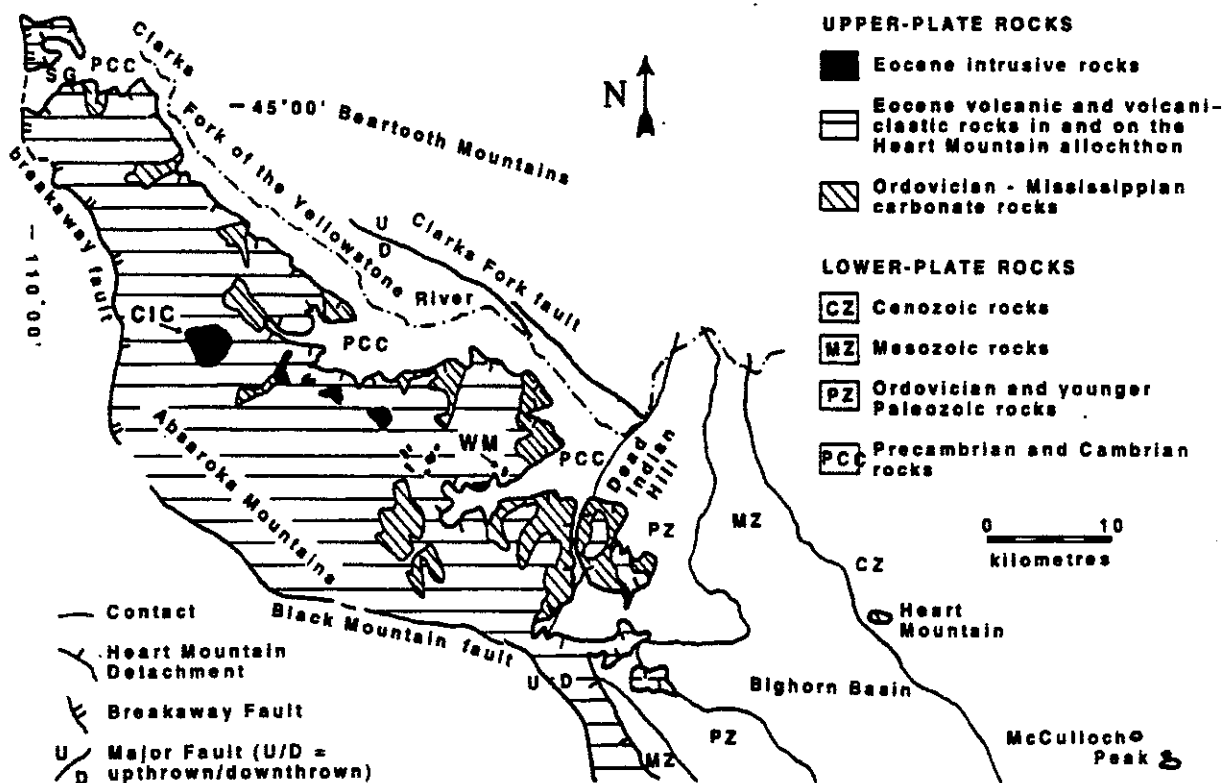 UPPER-PLATE ROCKS
Eocene intrusive rocks
Eocene volcanic and volcani-
clastic rocks in and on the
Heart Mountain allochthon
Ordovician - Mississippian
carbonate rocks
LOWER-PLATE ROCKS
CZ Cenozoic rocks
MZ Mesozoic rocks
PZ Ordovician and younger
Paleozoic rocks
PCC Precambrian and Cambrian
rocks
0 10
kilometres
N
Clarks Fork of the Yellowstone River
PCC
SG
45°00'
Beartooth Mountains
breakaway fault
110°00'
U
D
Clarks Fork fault
CIC
PCC
Absaroka Mountains
WM
PCC
Dead
Indian
Hill
PZ
MZ
CZ
Heart
Mountain
Black Mountain fault
U D
Bighorn Basin
MZ
PZ
McCulloch
Peak
Contact
Heart Mountain
Detachment
Breakaway Fault
U
D
Major Fault (U/D =
upthrown/downthrown)